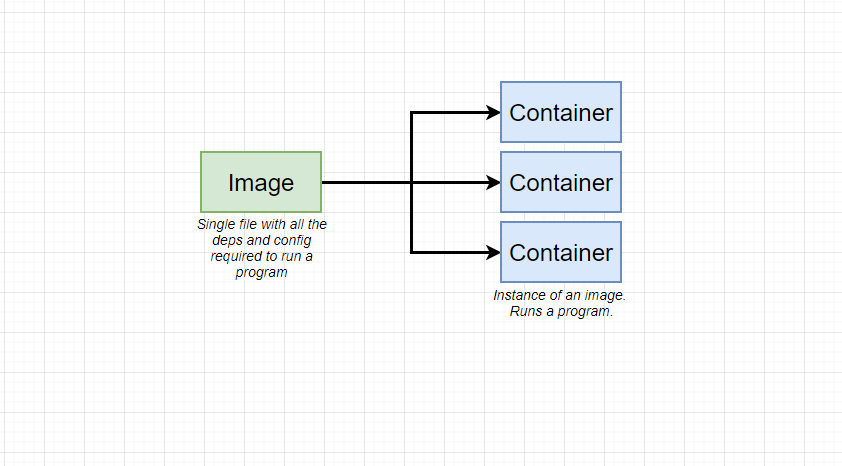 Container
Image
Container
Single file with all the
deps and config
required to run a
program
Container
Instance of an image.
Runs a program.